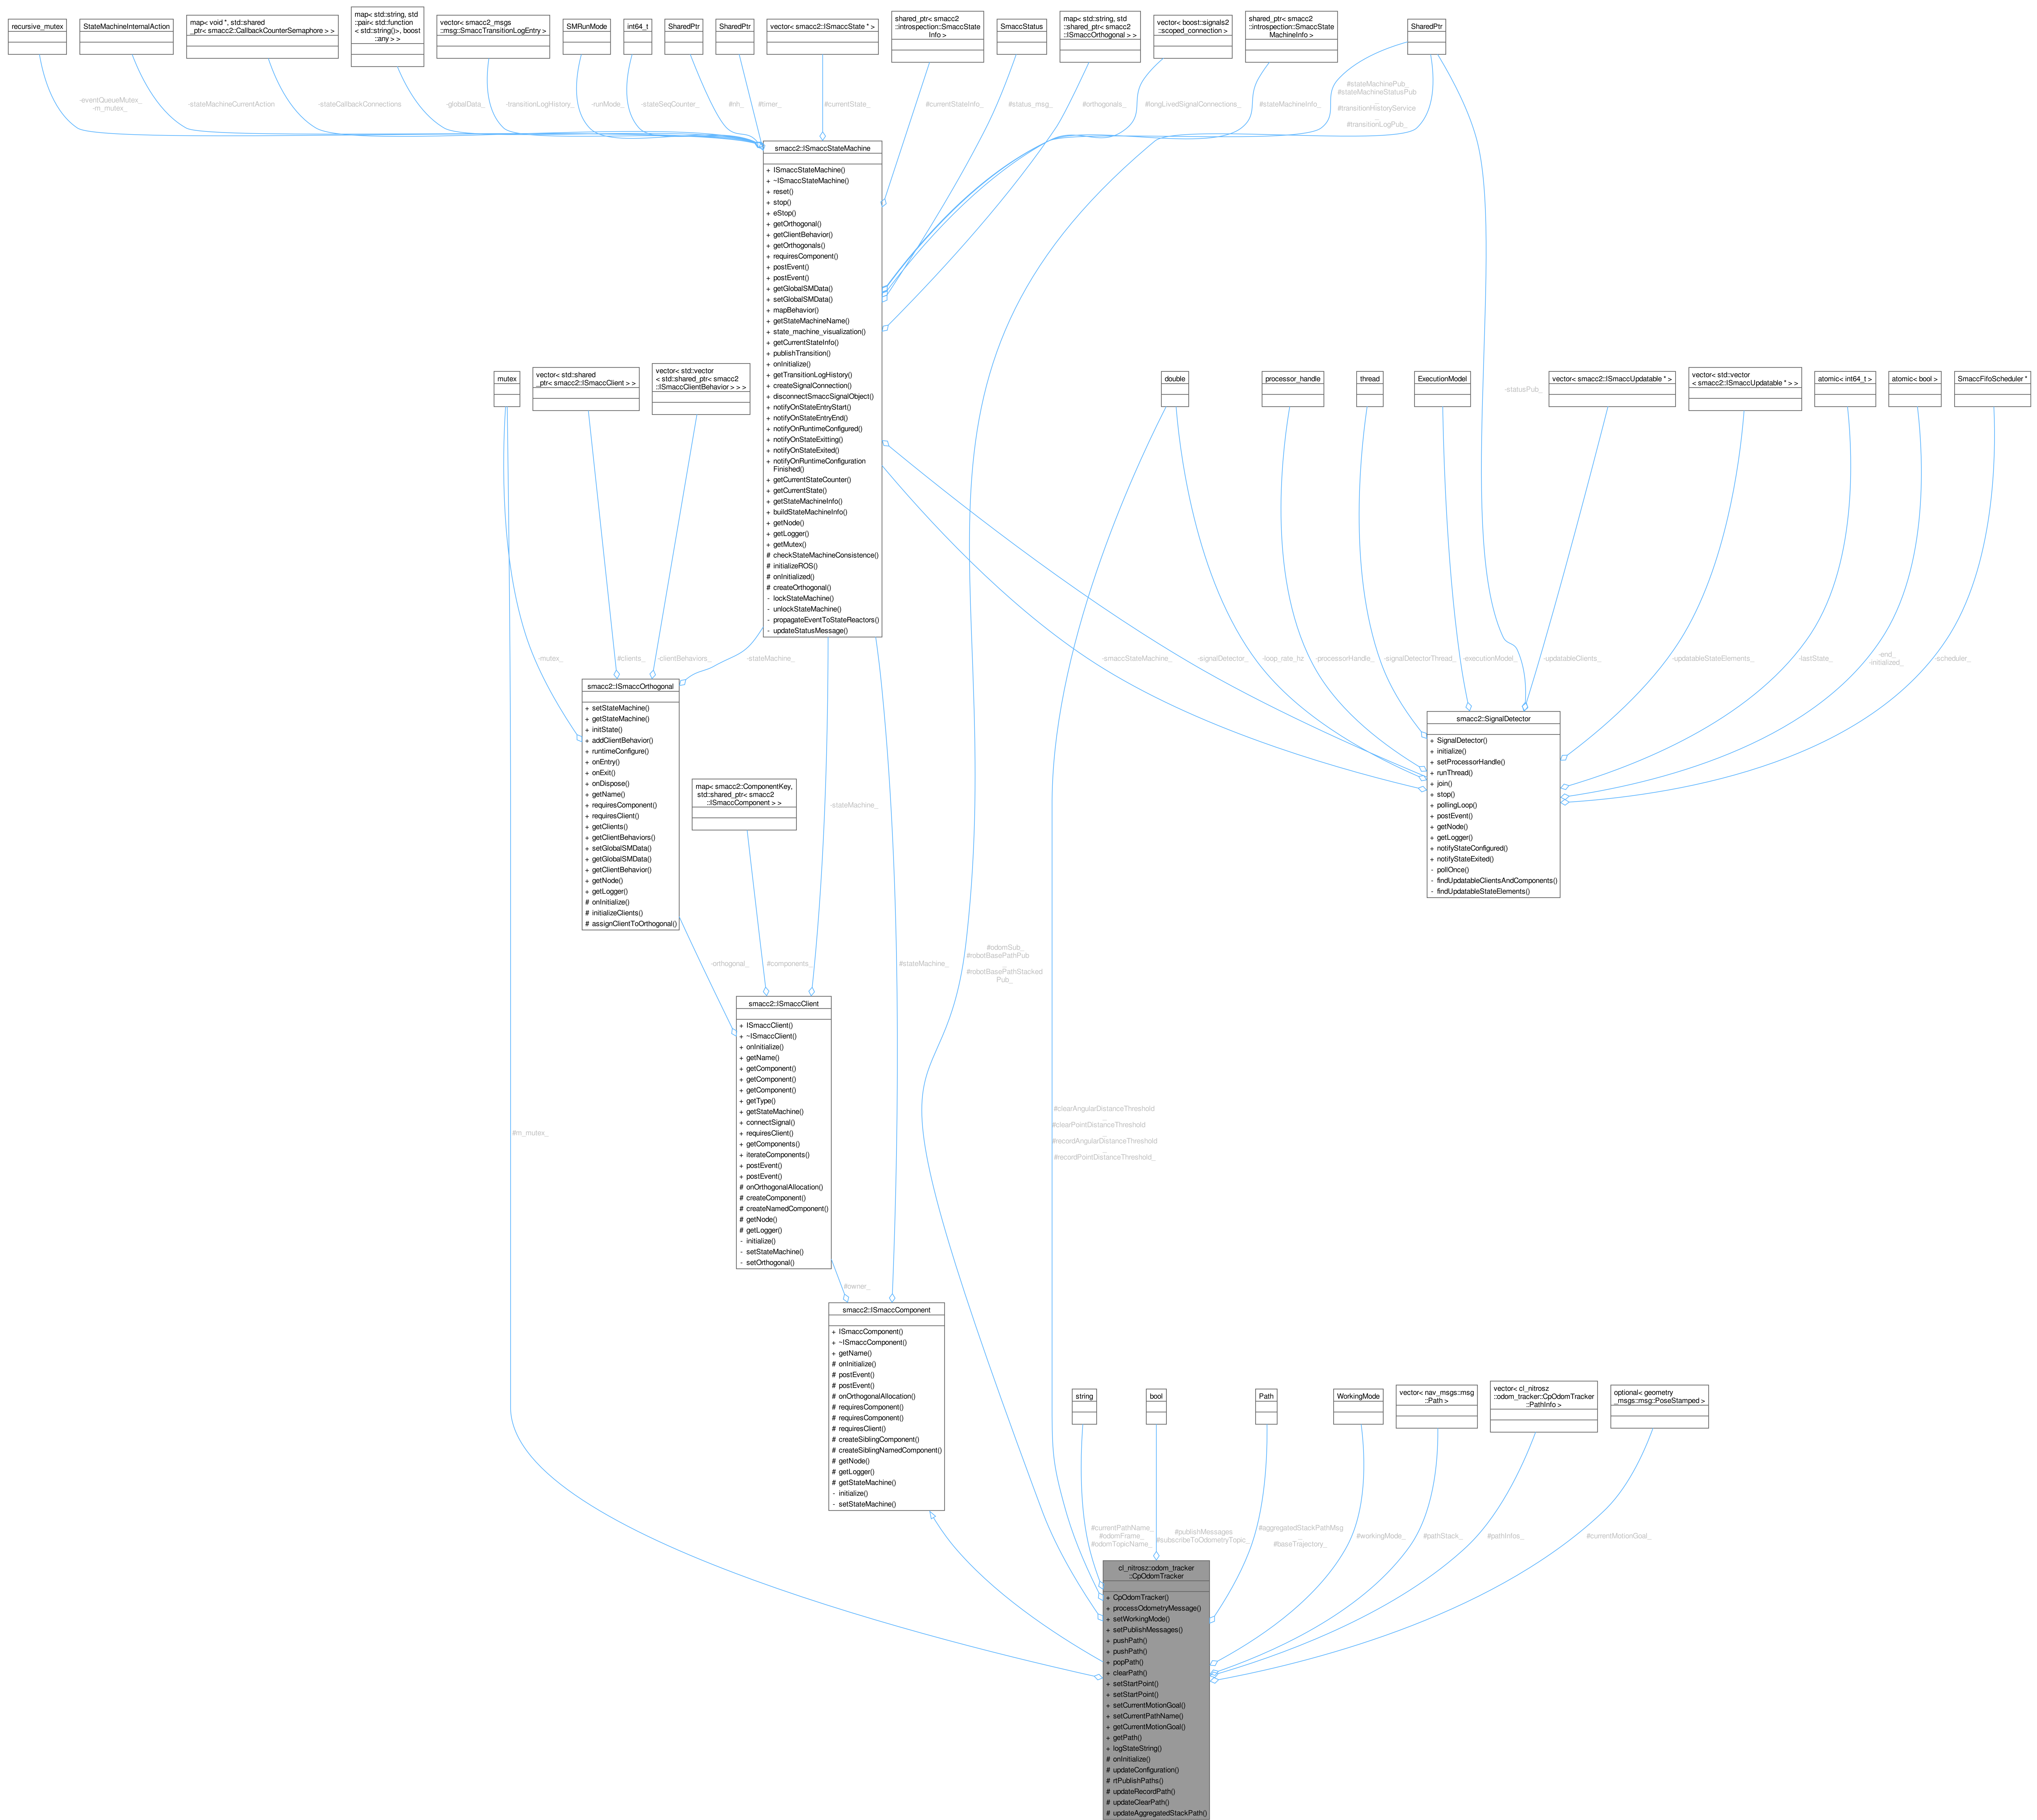 recursive_mutex
StateMachineInternalAction
map< void *, std::shared
_ptr< smacc2::CallbackCounterSemaphore > >
map< std::string, std
::pair< std::function
< std::string()>, boost
::any > >
vector< smacc2_msgs
::msg::SmaccTransitionLogEntry >
SMRunMode
int64_t
SharedPtr
SharedPtr
vector< smacc2::ISmaccState * >
shared_ptr< smacc2
::introspection::SmaccState
Info >
SmaccStatus
map< std::string, std
::shared_ptr< smacc2
::ISmaccOrthogonal > >
vector< boost::signals2
::scoped_connection >
shared_ptr< smacc2
::introspection::SmaccState
MachineInfo >
SharedPtr
-eventQueueMutex_
-m_mutex_
-stateMachineCurrentAction
-stateCallbackConnections
-globalData_
-transitionLogHistory_
-runMode_
-stateSeqCounter_
#nh_
#timer_
#currentState_
#currentStateInfo_
#status_msg_
#orthogonals_
#longLivedSignalConnections_
#stateMachineInfo_
#stateMachinePub_
#stateMachineStatusPub
_
#transitionHistoryService
_
#transitionLogPub_
smacc2::ISmaccStateMachine
+ ISmaccStateMachine()
+ ~ISmaccStateMachine()
+ reset()
+ stop()
+ eStop()
+ getOrthogonal()
+ getClientBehavior()
+ getOrthogonals()
+ requiresComponent()
+ postEvent()
+ postEvent()
+ getGlobalSMData()
+ setGlobalSMData()
+ mapBehavior()
+ getStateMachineName()
+ state_machine_visualization()
+ getCurrentStateInfo()
+ publishTransition()
+ onInitialize()
+ getTransitionLogHistory()
+ createSignalConnection()
+ disconnectSmaccSignalObject()
+ notifyOnStateEntryStart()
+ notifyOnStateEntryEnd()
+ notifyOnRuntimeConfigured()
+ notifyOnStateExitting()
+ notifyOnStateExited()
+ notifyOnRuntimeConfiguration
Finished()
+ getCurrentStateCounter()
+ getCurrentState()
+ getStateMachineInfo()
+ buildStateMachineInfo()
+ getNode()
+ getLogger()
+ getMutex()
# checkStateMachineConsistence()
# initializeROS()
# onInitialized()
# createOrthogonal()
- lockStateMachine()
- unlockStateMachine()
- propagateEventToStateReactors()
- updateStatusMessage()
mutex
vector< std::shared
_ptr< smacc2::ISmaccClient > >
vector< std::vector
< std::shared_ptr< smacc2
::ISmaccClientBehavior > > >
double
processor_handle
thread
ExecutionModel
vector< smacc2::ISmaccUpdatable * >
vector< std::vector
< smacc2::ISmaccUpdatable * > >
atomic< int64_t >
atomic< bool >
SmaccFifoScheduler *
-statusPub_
-mutex_
#clients_
-clientBehaviors_
-stateMachine_
-smaccStateMachine_
-signalDetector_
-loop_rate_hz
-processorHandle_
-signalDetectorThread_
-executionModel_
-updatableClients_
-updatableStateElements_
-lastState_
-end_
-initialized_
-scheduler_
smacc2::ISmaccOrthogonal
+ setStateMachine()
+ getStateMachine()
+ initState()
+ addClientBehavior()
+ runtimeConfigure()
+ onEntry()
+ onExit()
+ onDispose()
+ getName()
+ requiresComponent()
+ requiresClient()
+ getClients()
+ getClientBehaviors()
+ setGlobalSMData()
+ getGlobalSMData()
+ getClientBehavior()
+ getNode()
+ getLogger()
# onInitialize()
# initializeClients()
# assignClientToOrthogonal()
smacc2::SignalDetector
+ SignalDetector()
+ initialize()
+ setProcessorHandle()
+ runThread()
+ join()
+ stop()
+ pollingLoop()
+ postEvent()
+ getNode()
+ getLogger()
+ notifyStateConfigured()
+ notifyStateExited()
- pollOnce()
- findUpdatableClientsAndComponents()
- findUpdatableStateElements()
map< smacc2::ComponentKey,
std::shared_ptr< smacc2
::ISmaccComponent > >
-stateMachine_
-orthogonal_
#components_
#stateMachine_
#odomSub_
#robotBasePathPub
_
#robotBasePathStacked
Pub_
smacc2::ISmaccClient
+ ISmaccClient()
+ ~ISmaccClient()
+ onInitialize()
+ getName()
+ getComponent()
+ getComponent()
+ getComponent()
+ getType()
+ getStateMachine()
+ connectSignal()
+ requiresClient()
+ getComponents()
+ iterateComponents()
+ postEvent()
+ postEvent()
# onOrthogonalAllocation()
# createComponent()
# createNamedComponent()
# getNode()
# getLogger()
- initialize()
- setStateMachine()
- setOrthogonal()
#m_mutex_
#clearAngularDistanceThreshold
_
#clearPointDistanceThreshold
_
#recordAngularDistanceThreshold
_
#recordPointDistanceThreshold_
#owner_
smacc2::ISmaccComponent
+ ISmaccComponent()
+ ~ISmaccComponent()
+ getName()
# onInitialize()
# postEvent()
# postEvent()
# onOrthogonalAllocation()
# requiresComponent()
# requiresComponent()
# requiresClient()
# createSiblingComponent()
# createSiblingNamedComponent()
# getNode()
# getLogger()
# getStateMachine()
- initialize()
- setStateMachine()
string
bool
Path
WorkingMode
vector< nav_msgs::msg
::Path >
vector< cl_nitrosz
::odom_tracker::CpOdomTracker
::PathInfo >
optional< geometry
_msgs::msg::PoseStamped >
#currentPathName_
#odomFrame_
#odomTopicName_
#publishMessages
#subscribeToOdometryTopic_
#aggregatedStackPathMsg
_
#baseTrajectory_
#workingMode_
#pathStack_
#pathInfos_
#currentMotionGoal_
cl_nitrosz::odom_tracker
::CpOdomTracker
+ CpOdomTracker()
+ processOdometryMessage()
+ setWorkingMode()
+ setPublishMessages()
+ pushPath()
+ pushPath()
+ popPath()
+ clearPath()
+ setStartPoint()
+ setStartPoint()
+ setCurrentMotionGoal()
+ setCurrentPathName()
+ getCurrentMotionGoal()
+ getPath()
+ logStateString()
# onInitialize()
# updateConfiguration()
# rtPublishPaths()
# updateRecordPath()
# updateClearPath()
# updateAggregatedStackPath()